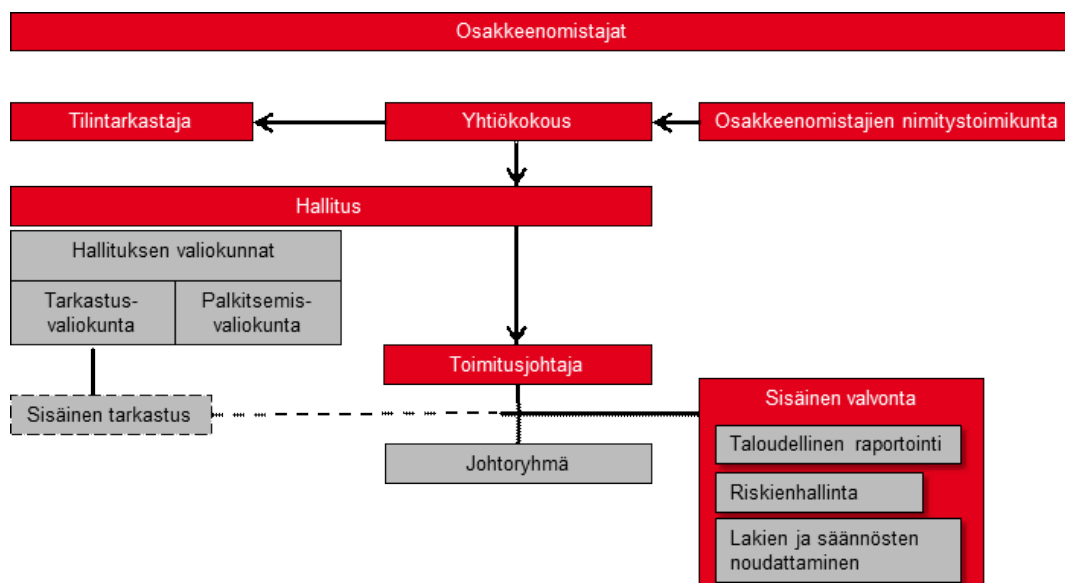 Osakkeenomistajat
Tilintarkastaja
Yhtiökokous
Osakkeenomistajien nimitystoimikunta
Hallitus
Hallituksen valiokunnat
Tarkastus-
valiokunta
Palkitsemis-
valiokunta
Toimitusjohtaja
Sisäinen tarkastus
Johtoryhmä
Sisäinen valvonta
Taloudellinen raportointi
Riskienhallinta
Lakien ja säännösten
noudattaminen